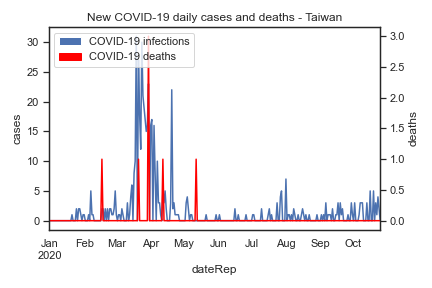 New COVID-19 daily cases and deaths - Taiwan
COVID-19 infections
COVID-19 deaths
30
25
20
15
10
5
0
cases
3.0
2.5
2.0
1.5
1.0
0.5
0.0
deaths
Jan Feb Mar Apr May Jun Jul Aug Sep Oct
2020
dateRep